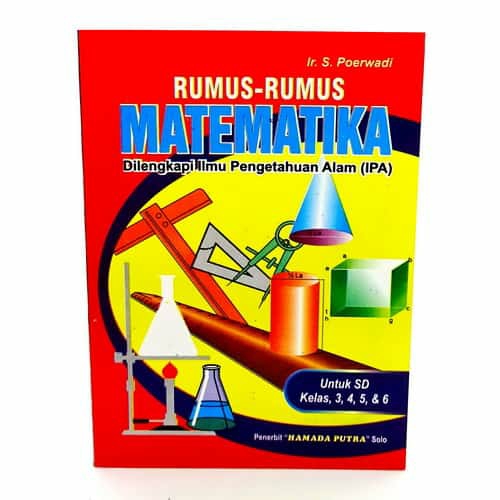 Ir. S. Poerwadi
RUMUS-RUMUS
MATEMATIKA
Dilengkapi Ilmu Pengetahuan Alam (IPA)
Untuk SD
Kelas, 3, 4, 5, & 6
Penerbit "HAMADA PUTRA" Solo